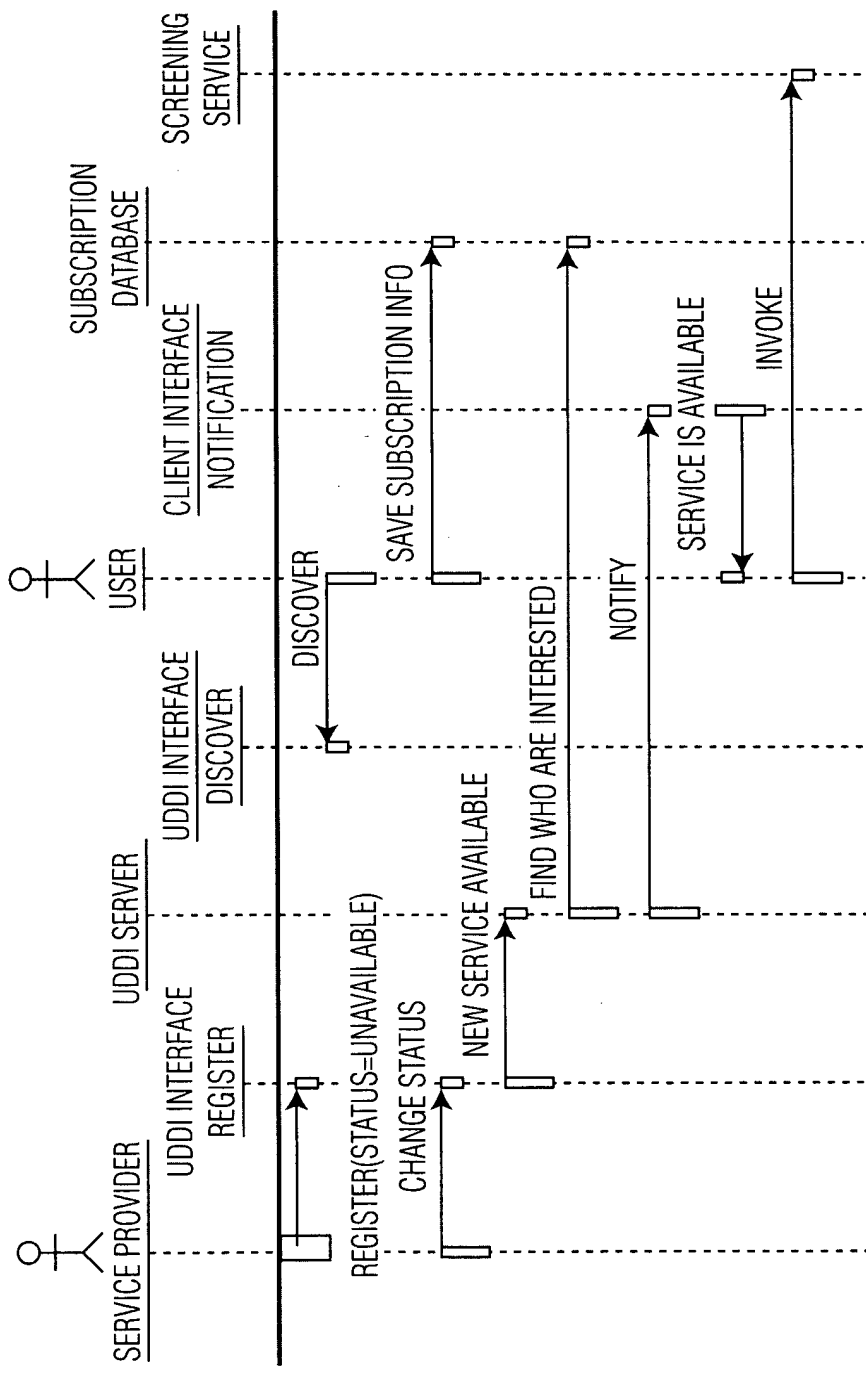 SERVICE PROVIDER
UDDI INTERFACE
REGISTER
UDDI SERVER
UDDI INTERFACE
DISCOVER
USER
CLIENT INTERFACE
NOTIFICATION
SUBSCRIPTION
DATABASE
SCREENING
SERVICE
REGISTER(STATUS=UNAVAILABLE)
DISCOVER
SAVE SUBSCRIPTION INFO
CHANGE STATUS
NEW SERVICE AVAILABLE
FIND WHO ARE INTERESTED
NOTIFY
SERVICE IS AVAILABLE
INVOKE